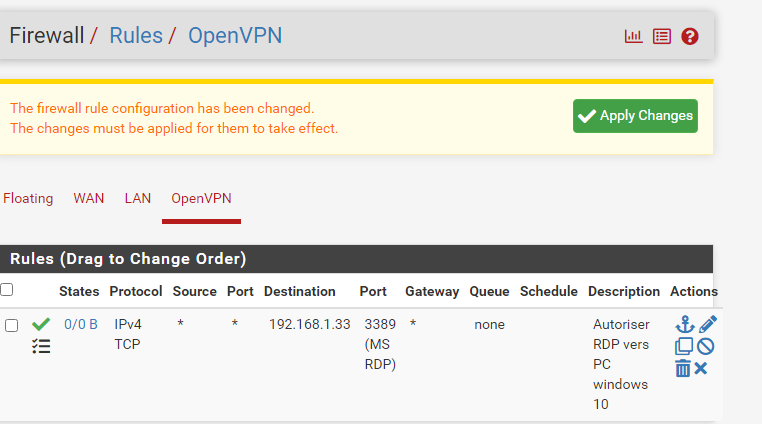 Firewall / Rules / OpenVPN
The firewall rule configuration has been changed.
The changes must be applied for them to take effect.
Apply Changes
Floating WAN LAN OpenVPN
Rules (Drag to Change Order)
States Protocol Source Port Destination Port Gateway Queue Schedule Description Actions
0/0 B IPv4 * * 192.168.1.33 3389 * none Autoriser
TCP (MS RDP vers
RDP) PC
windows
10